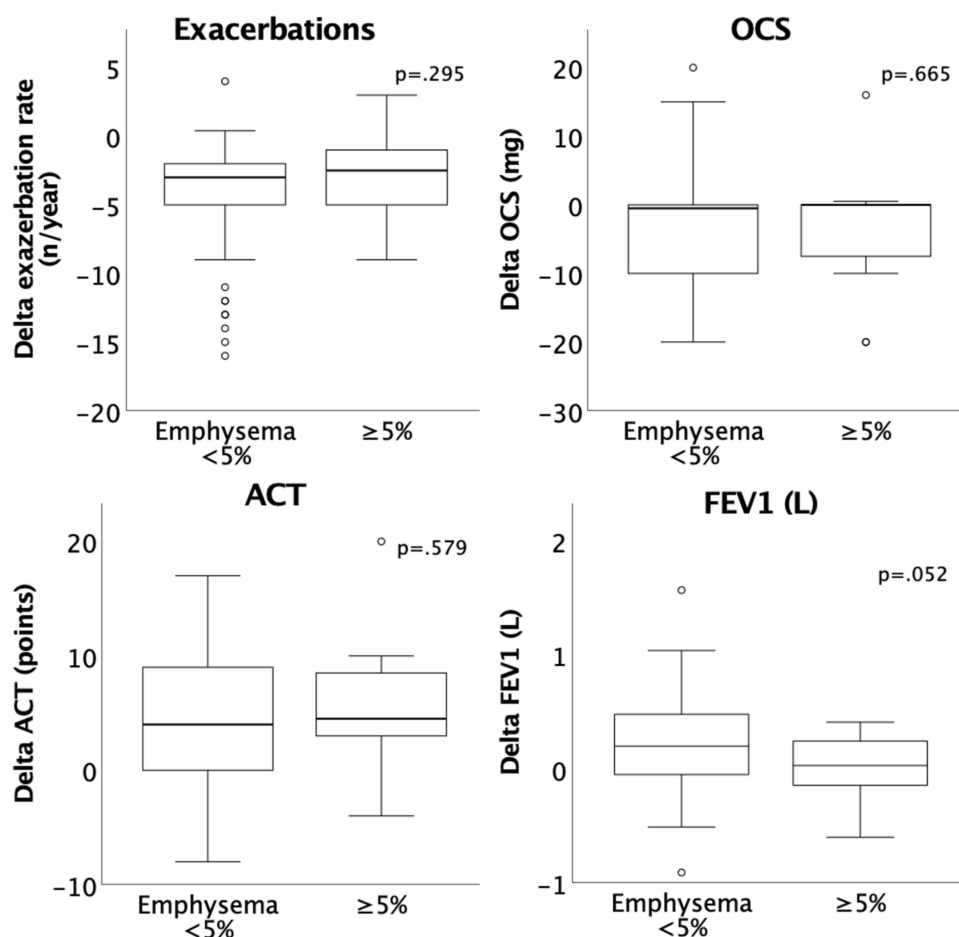 Exacerbations
Delta exazerbation rate
(n/year)
5
0
−5
−10
−15
−20
p=.295
Emphysema
<5%
≥5%
OCS
Delta OCS (mg)
20
10
0
−10
−20
−30
p=.665
Emphysema
<5%
≥5%
ACT
Delta ACT (points)
20
10
0
−10
p=.579
Emphysema
<5%
≥5%
FEV1 (L)
Delta FEV1 (L)
2
1
0
−1
p=.052
Emphysema
<5%
≥5%